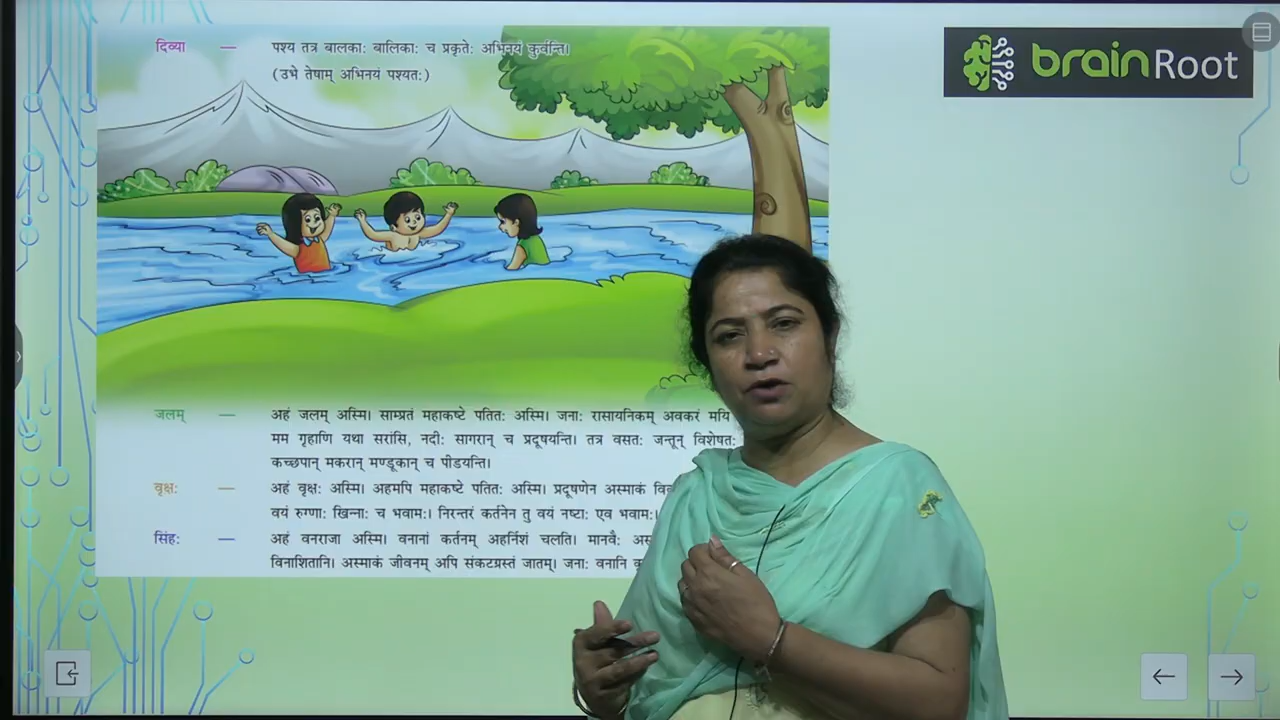 दिव्या — पश्य तत्र बालकाः बालिकाः च प्रकृतेः अभिनयं कुर्वन्ति।
(उभे तेषाम् अभिनयं पश्यतः)
brainRoot
जलम् — अहं जलम् अस्मि। साम्प्रतं महाकष्टे पतितः अस्मि। जनाः रासायनिकम् अवकरं मयि
मम गृहाणि यथा सरांसि, नदीः सागरान् च प्रदूषयन्ति। तत्र वसतः जन्तून् विशेषतः
कच्छपान् मकरान् मण्डूकान् च पीडयन्ति।
वृक्षः — अहं वृक्षः अस्मि। अहमपि महाकष्टे पतितः अस्मि। प्रदूषणेन अस्माकं
वयं रुग्णाः खिन्नाः च भवामः। निरन्तरं कर्तनेन तु वयं नष्टाः एव भवामः।
सिंहः — अहं वनराजा अस्मि। वनानां कर्तनम् अहर्निशं चलति। मानवैः
विनाशितानि। अस्माकं जीवनम् अपि संकटग्रस्तं जातम्। जनाः वनानि